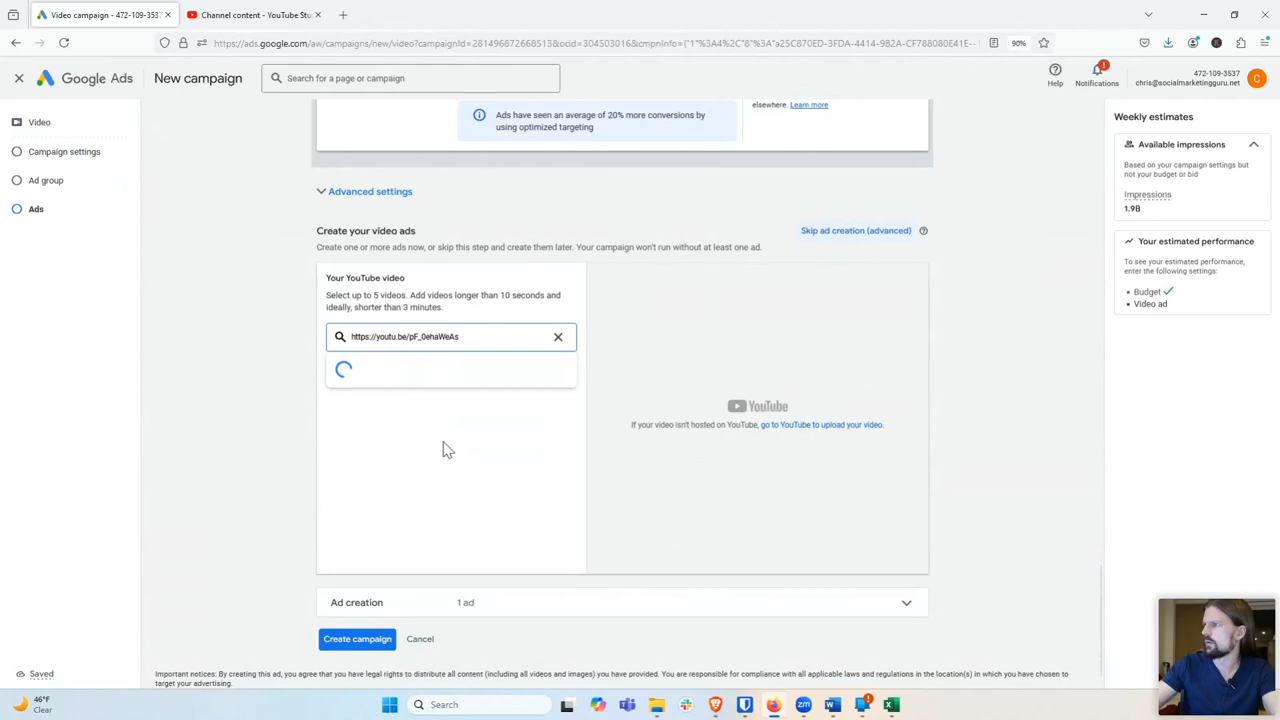 Video campaign - 472-109-3537
Channel content - YouTube Stu
https://ads.google.com/aw/campaigns/new/video?campaignId=281496502668513&ocid=304503016&cmpnInfo={"1"%3A4%2C"8"%3A"a25C870ED-3FDA-4414-9B2A-CF788080E41E--
90%
Google Ads
New campaign
Search for a page or campaign
Help
Notifications
472-109-3537
chris@socialmarketingguru.net
C
Video
Campaign settings
Ad group
Ads
Ads have seen an average of 20% more conversions by
using optimized targeting
elsewhere. Learn more
Advanced settings
Create your video ads
Skip ad creation (advanced)
Create one or more ads now, or skip this step and create them later. Your campaign won't run without at least one ad.
Your YouTube video
Select up to 5 videos. Add videos longer than 10 seconds and
ideally, shorter than 3 minutes.
https://youtu.be/pF_0ehaWeAs
YouTube
If your video isn't hosted on YouTube, go to YouTube to upload your video.
Ad creation
1 ad
Create campaign
Cancel
Important notices: By creating this ad, you agree that you have legal rights to distribute all content (including all videos and images) you have provided. You are responsible for compliance with all applicable laws and regulations in the location(s) in which you have chosen to
target your advertising.
Saved
Weekly estimates
Available impressions
Based on your campaign settings but
not your budget or bid
Impressions
1.9B
Your estimated performance
To see your estimated performance,
enter the following settings:
• Budget
• Video ad
46°F
Clear
Search